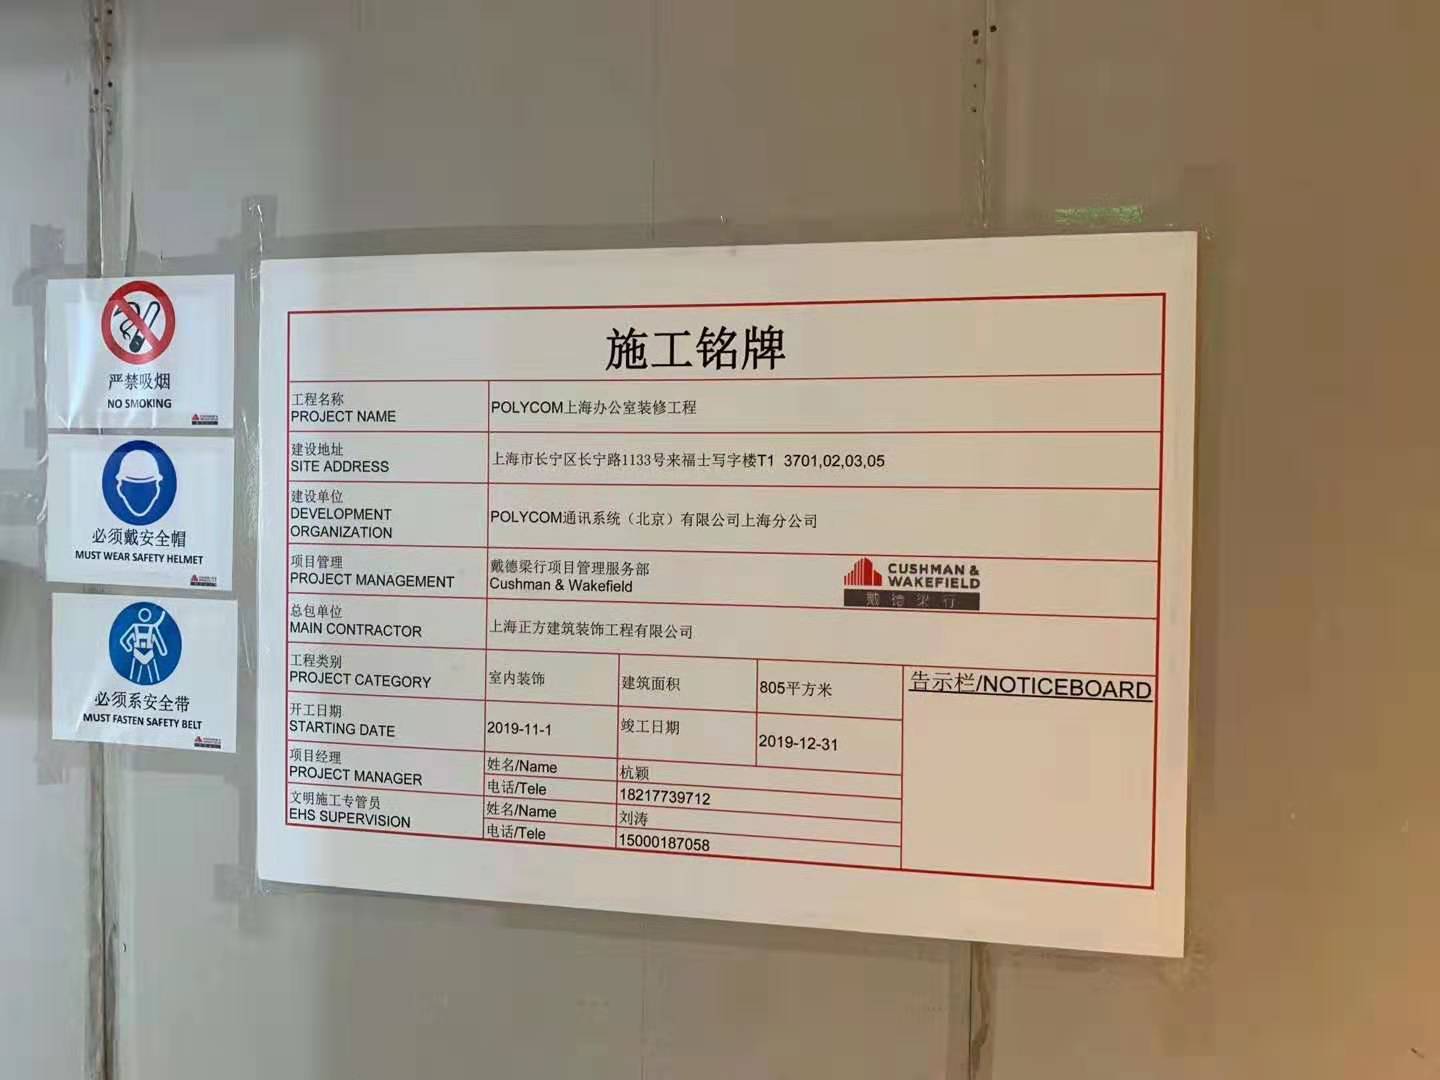 严禁吸烟
NO SMOKING
必须戴安全帽
MUST WEAR SAFETY HELMET
必须系安全带
MUST FASTEN SAFETY BELT
施工铭牌
工程名称
PROJECT NAME
POLYCOM上海办公室装修工程
建设地址
SITE ADDRESS
上海市长宁区长宁路1133号来福士写字楼T1 3701,02,03,05
建设单位
DEVELOPMENT
ORGANIZATION
POLYCOM通讯系统（北京）有限公司上海分公司
项目管理
PROJECT MANAGEMENT
戴德梁行项目管理服务部
Cushman & Wakefield
CUSHMAN &
WAKEFIELD
戴德梁行
总包单位
MAIN CONTRACTOR
上海正方建筑装饰工程有限公司
工程类别
PROJECT CATEGORY
室内装饰
建筑面积
805平方米
告示栏/NOTICEBOARD
开工日期
STARTING DATE
2019-11-1
竣工日期
2019-12-31
项目经理
PROJECT MANAGER
姓名/Name
杭颖
电话/Tele
18217739712
文明施工专管员
EHS SUPERVISION
姓名/Name
刘涛
电话/Tele
15000187058